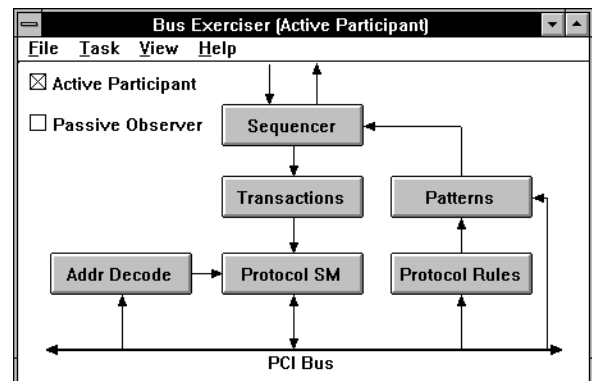 Bus Exerciser (Active Participant)
File Task View Help
Active Participant
Passive Observer
Sequencer
Transactions
Patterns
Addr Decode
Protocol SM
Protocol Rules
PCI Bus